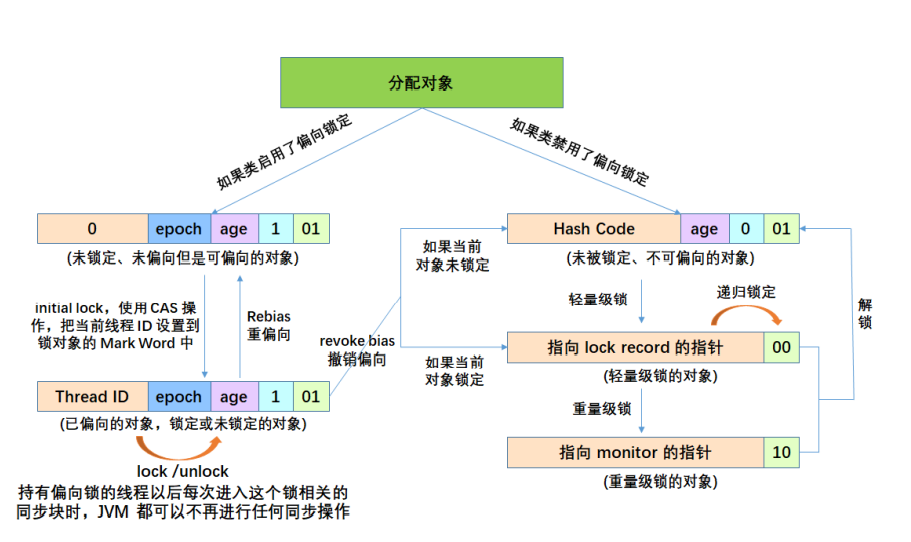 分配对象
如果类启用了偏向锁定
如果类禁用了偏向锁定
0 epoch age 1 01
(未锁定、未偏向但是可偏向的对象)
initial lock，使用 CAS 操
作，把当前线程 ID 设置到
锁对象的 Mark Word 中
Rebias
重偏向
Thread ID epoch age 1 01
(已偏向的对象，锁定或未锁定的对象)
lock /unlock
持有偏向锁的线程以后每次进入这个锁相关的
同步块时，JVM 都可以不再进行任何同步操作
revoke bias
撤销偏向
如果当前
对象未锁定
如果当前
对象锁定
Hash Code age 0 01
(未被锁定、不可偏向的对象)
轻量级锁
递归锁定
指向 lock record 的指针 00
(轻量级锁的对象)
重量级锁
指向 monitor 的指针 10
(重量级锁的对象)
解
锁